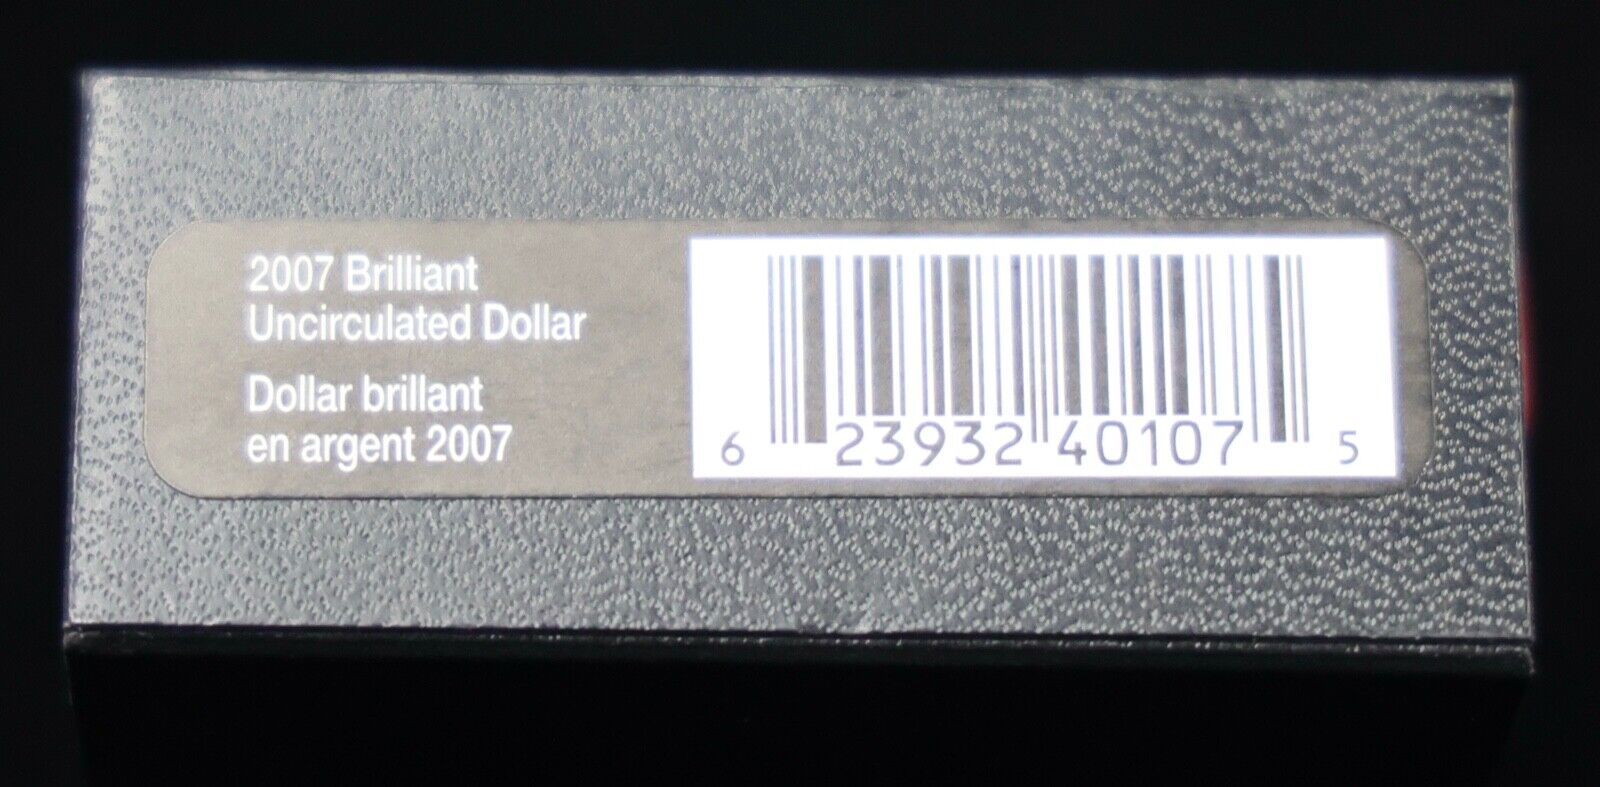 2007 Brilliant
Uncirculated Dollar
Dollar brillant
en argent 2007
6 23932 40107 5